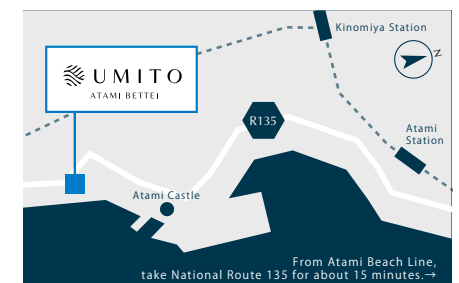 Kinomiya Station
N
UMITO
ATAMI BETTEI
R135
Atami
Station
Atami Castle
From Atami Beach Line,
take National Route 135 for about 15 minutes.→